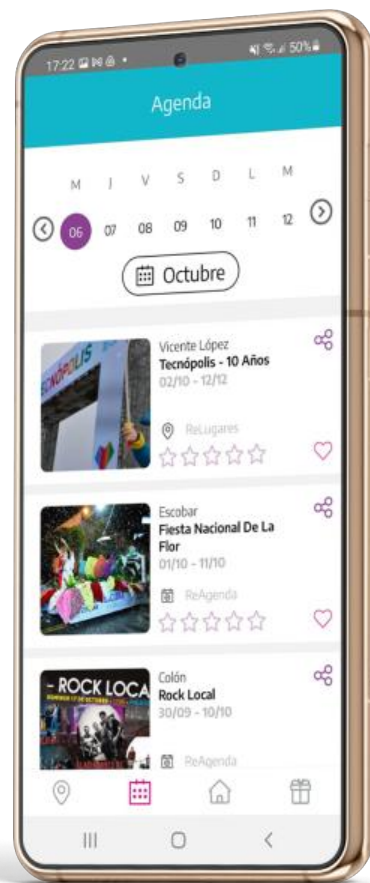 17:22 50%
Agenda
M J V S D L M
06 07 08 09 10 11 12
Octubre
Vicente López
Tecnópolis - 10 Años
02/10 - 12/12
ReLugares
Escobar
Fiesta Nacional De La
Flor
01/10 - 11/10
ReAgenda
- ROCK LOCA
Colón
Rock Local
30/09 - 10/10
ReAgenda